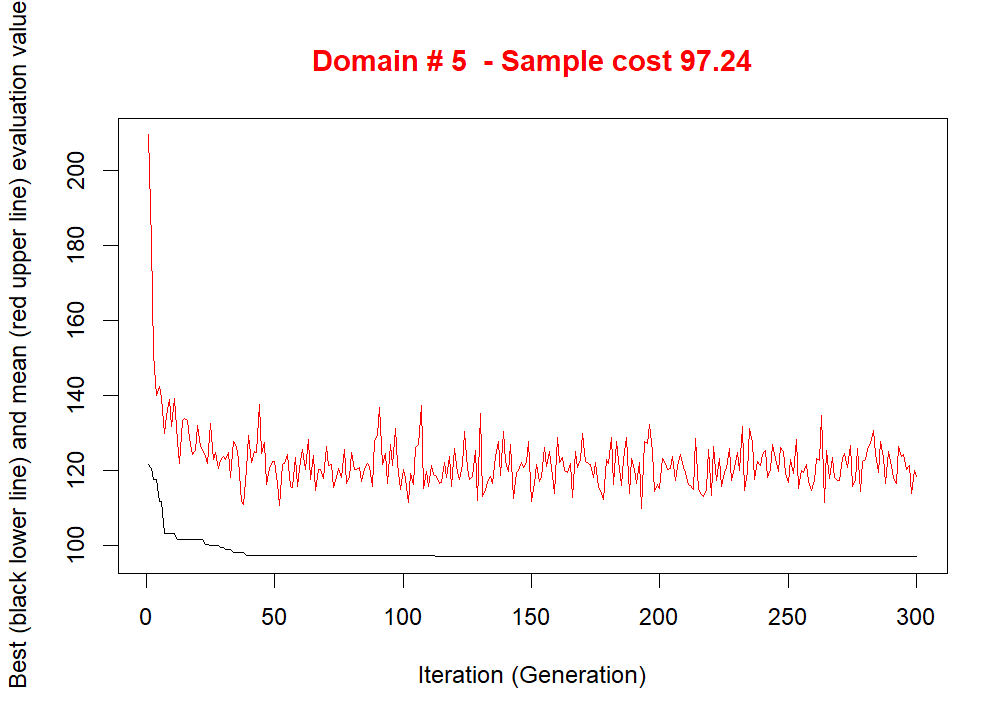 Domain # 5  - Sample cost 97.24
Best (black lower line) and mean (red upper line) evaluation value
200
180
160
140
120
100
0 50 100 150 200 250 300
Iteration (Generation)